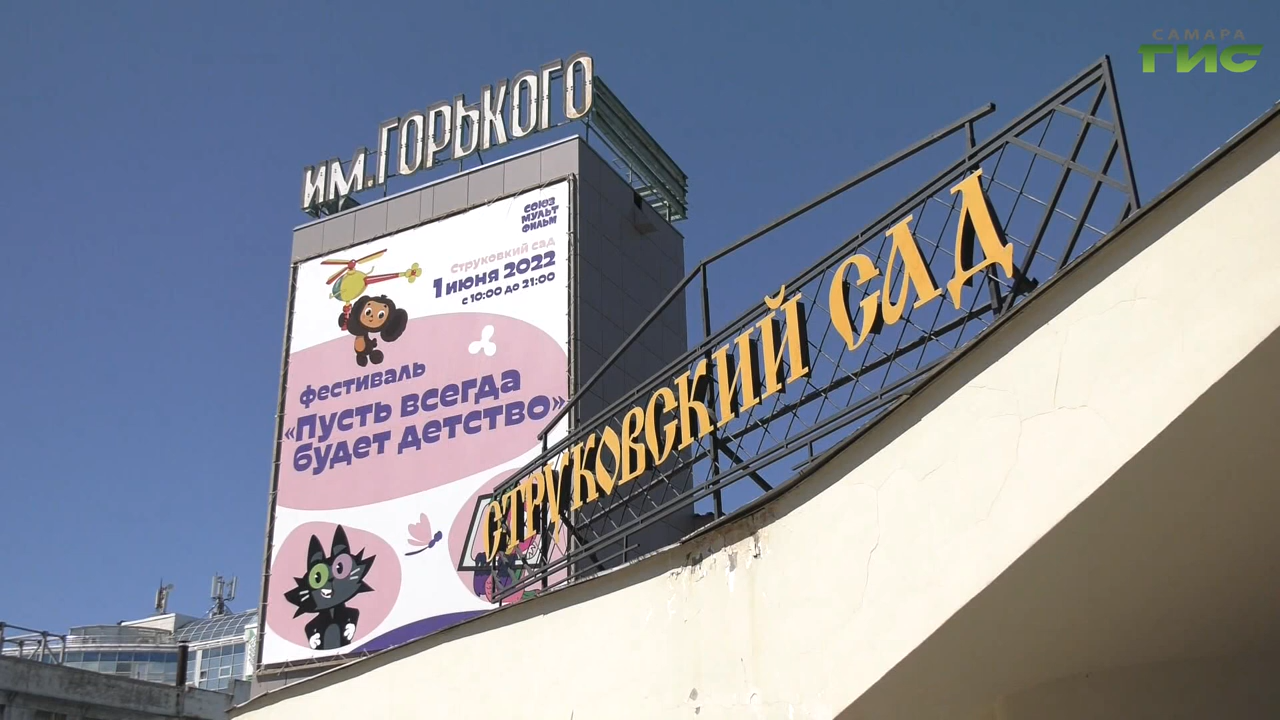 САМАРА
ГИС
ИМ.ГОРЬКОГО
СОЮЗ
МУЛЬТ
ФИЛЬМ
Струковкий сад
1 июня 2022
с 10:00 до 21:00
фестиваль
«Пусть всегда
будет детство»
СТРУКОВСКИЙ САД